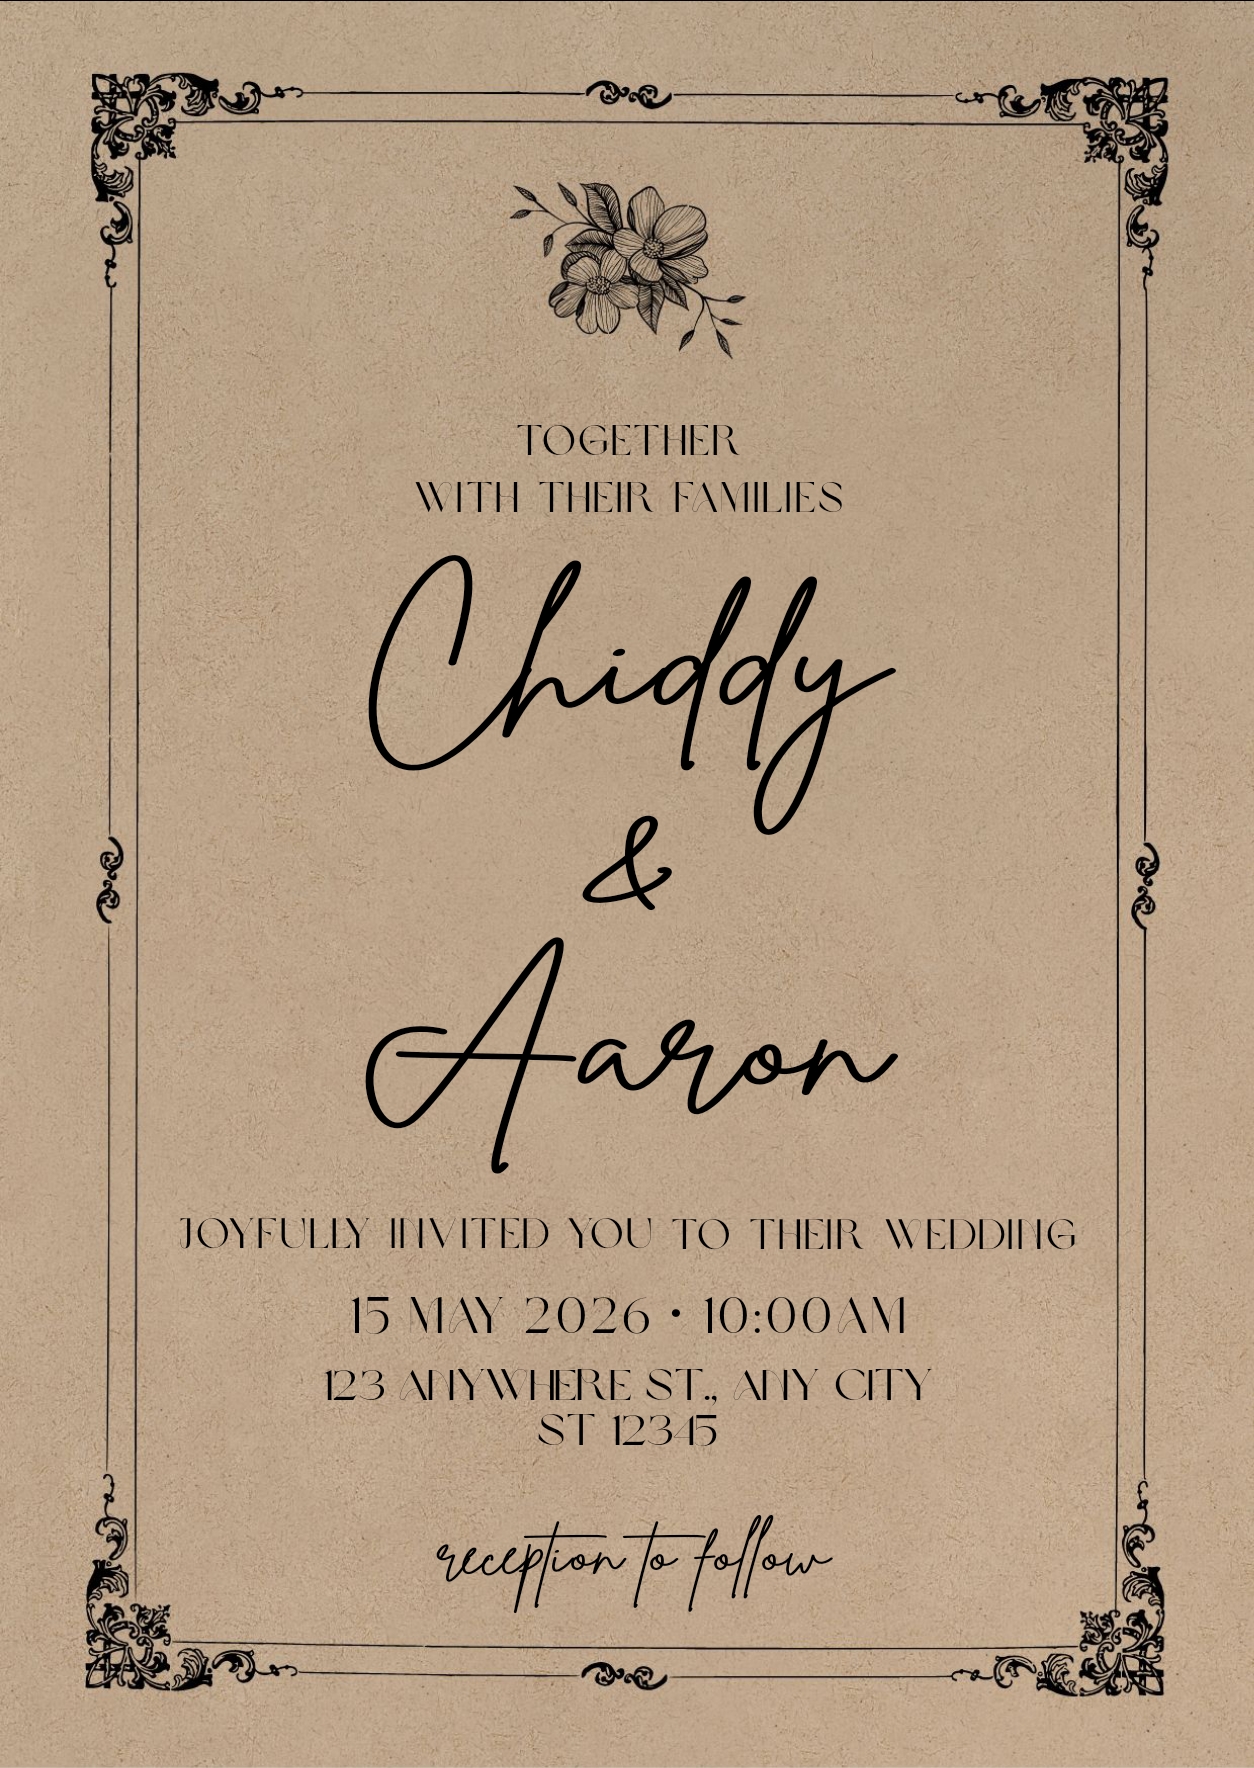 TOGETHER
WITH THEIR FAMILIES
Chiddy
&
Aaron
JOYFULLY INVITED YOU TO THEIR WEDDING
15 MAY 2026 • 10:00AM
123 ANYWHERE ST., ANY CITY
ST 12345
reception to follow